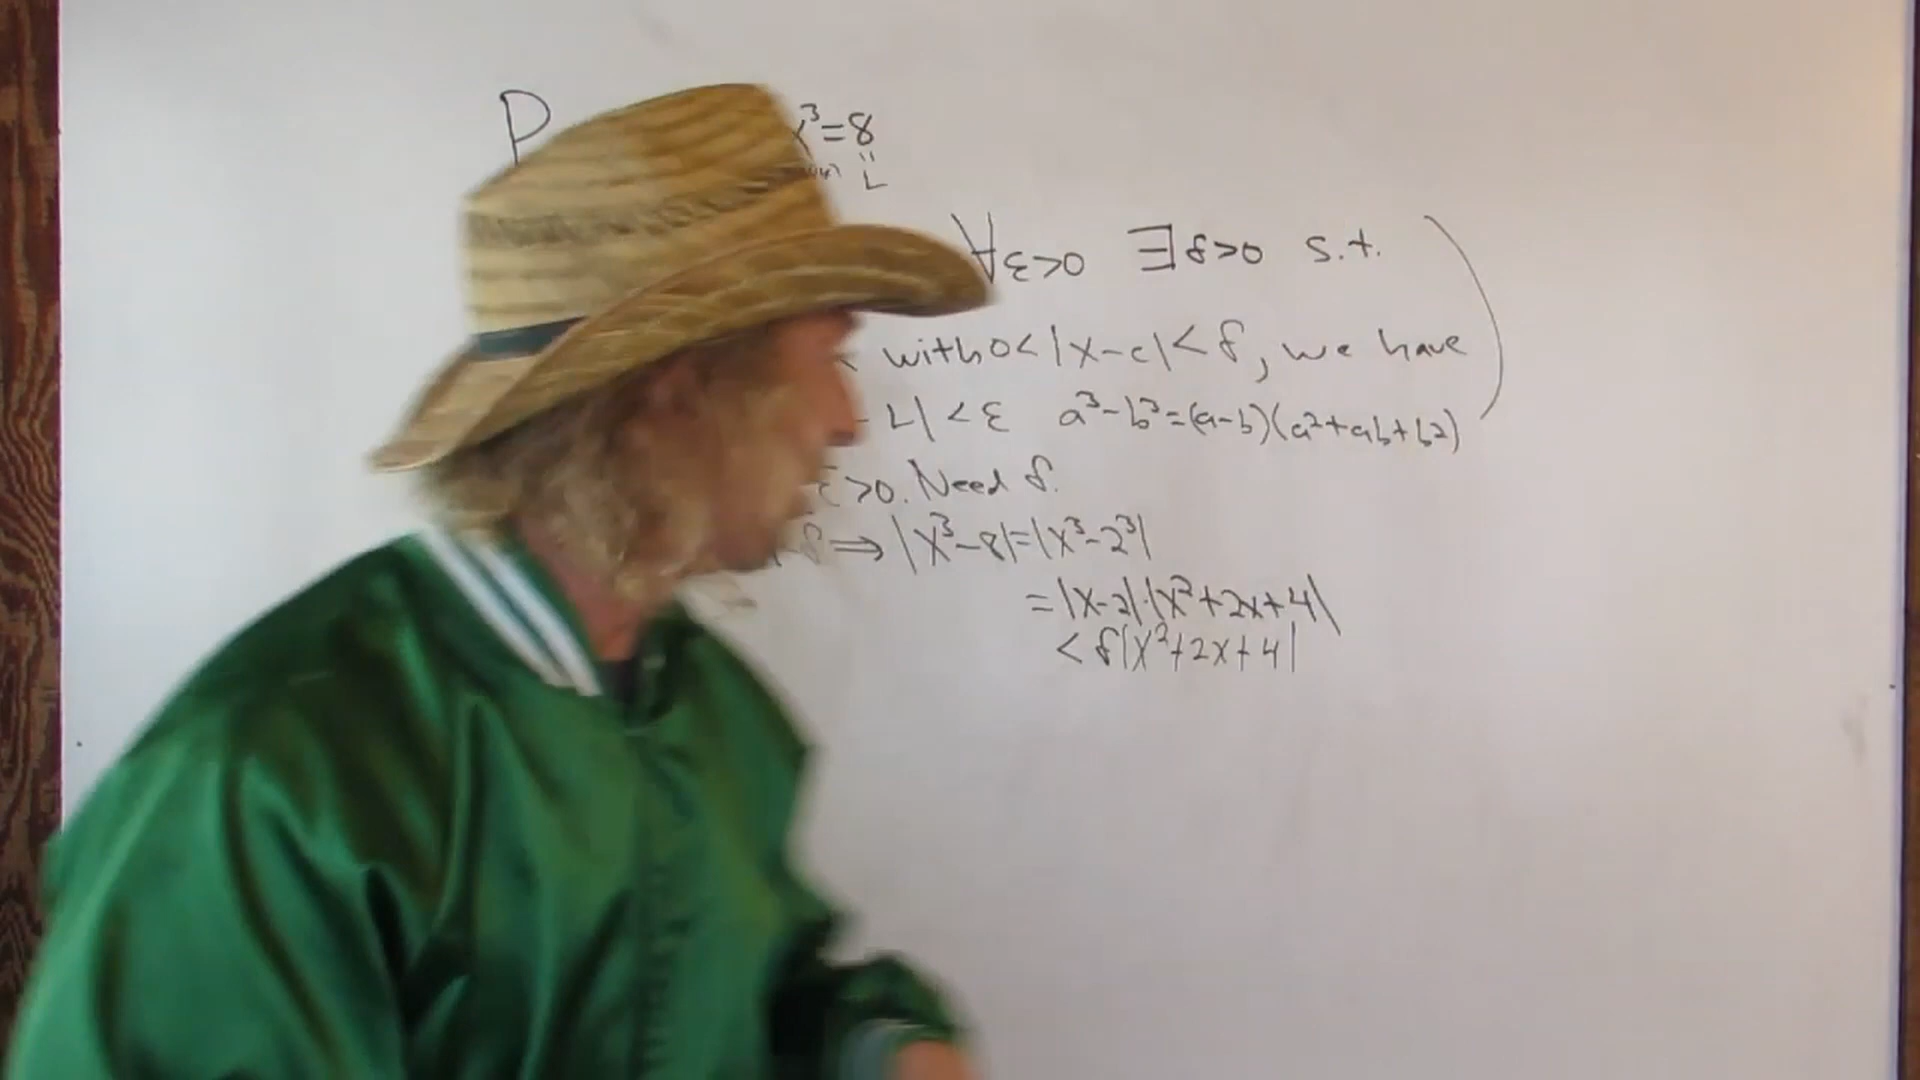 P x³=8
" L
∀ε>0 ∃δ>0 s.t.
with 0<|x-c|<δ, we have
- L|<ε a³-b³=(a-b)(a²+ab+b²)
ε>0. Need δ.
δ ⇒ |x³-8|=|x³-2³|
=|x-2|·|x²+2x+4|
<δ|x²+2x+4|